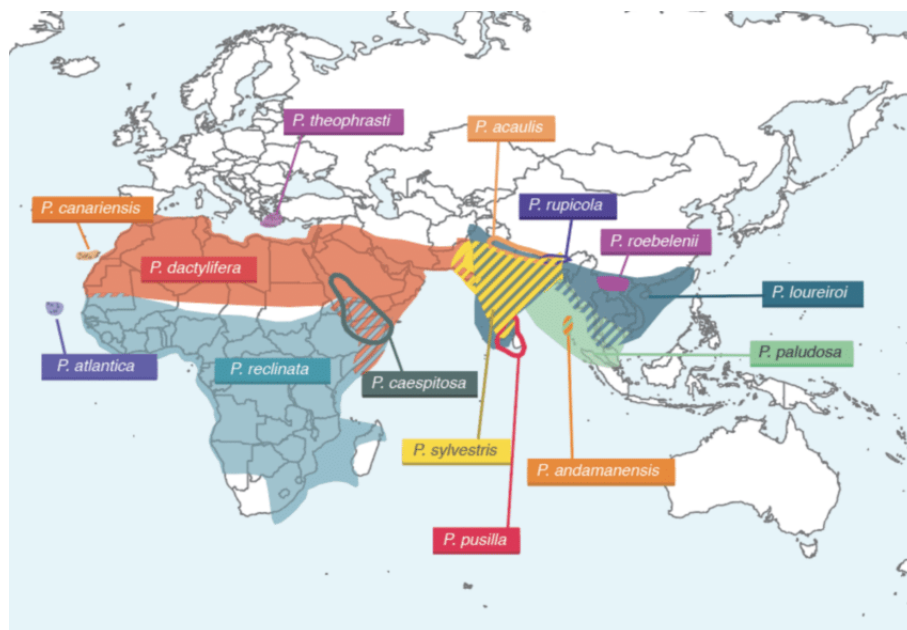 P. theophrasti
P. acaulis
P. canariensis
P. rupicola
P. roebelenii
P. dactylifera
P. loureiroi
P. atlantica
P. reclinata
P. paludosa
P. caespitosa
P. sylvestris
P. andamanensis
P. pusilla